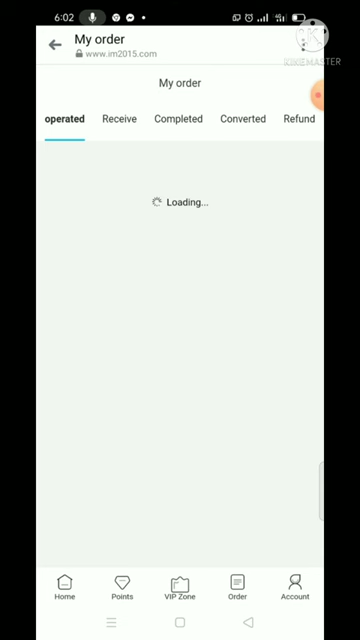 6:02
My order
www.im2015.com
KINEMASTER
My order
operated Receive Completed Converted Refund
Loading...
Home Points VIP Zone Order Account